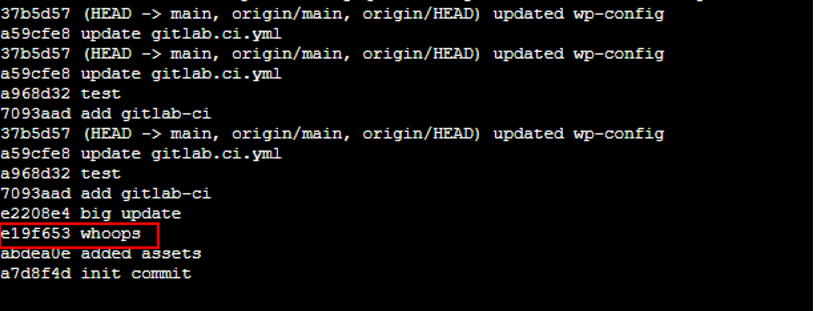 37b5d57 (HEAD -> main, origin/main, origin/HEAD) updated wp-config
a59cfe8 update gitlab.ci.yml
37b5d57 (HEAD -> main, origin/main, origin/HEAD) updated wp-config
a59cfe8 update gitlab.ci.yml
a968d32 test
7093aad add gitlab-ci
37b5d57 (HEAD -> main, origin/main, origin/HEAD) updated wp-config
a59cfe8 update gitlab.ci.yml
a968d32 test
7093aad add gitlab-ci
e2208e4 big update
e19f653 whoops
abdea0e added assets
a7d8f4d init commit